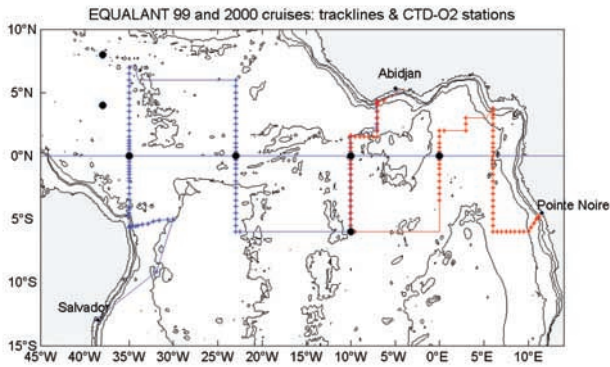 EQUALANT 99 and 2000 cruises: tracklines & CTD-O2 stations
10°N
Abidjan
5°N
0°N
5°S
Pointe Noire
10°S
Salvador
15°S
45°W 40°W 35°W 30°W 25°W 20°W 15°W 10°W 5°W 0°E 5°E 10°E